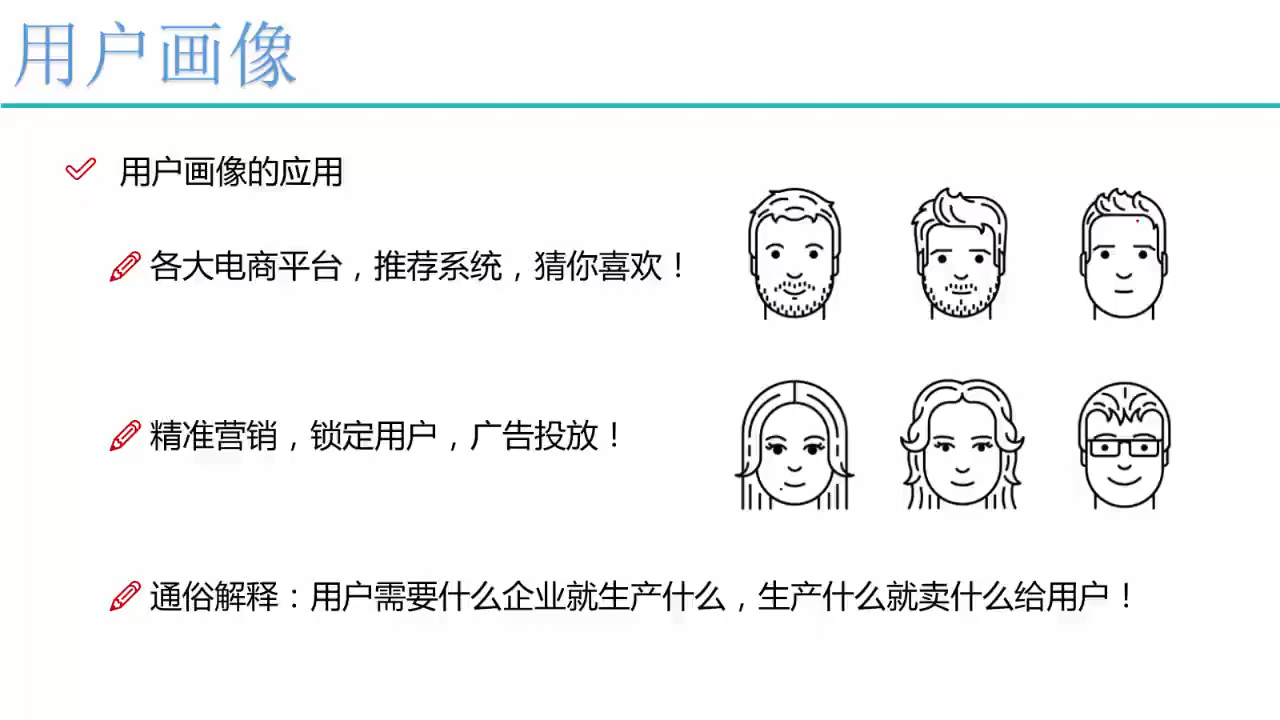 用户画像
用户画像的应用
各大电商平台，推荐系统，猜你喜欢！
精准营销，锁定用户，广告投放！
通俗解释：用户需要什么企业就生产什么，生产什么就卖什么给用户！